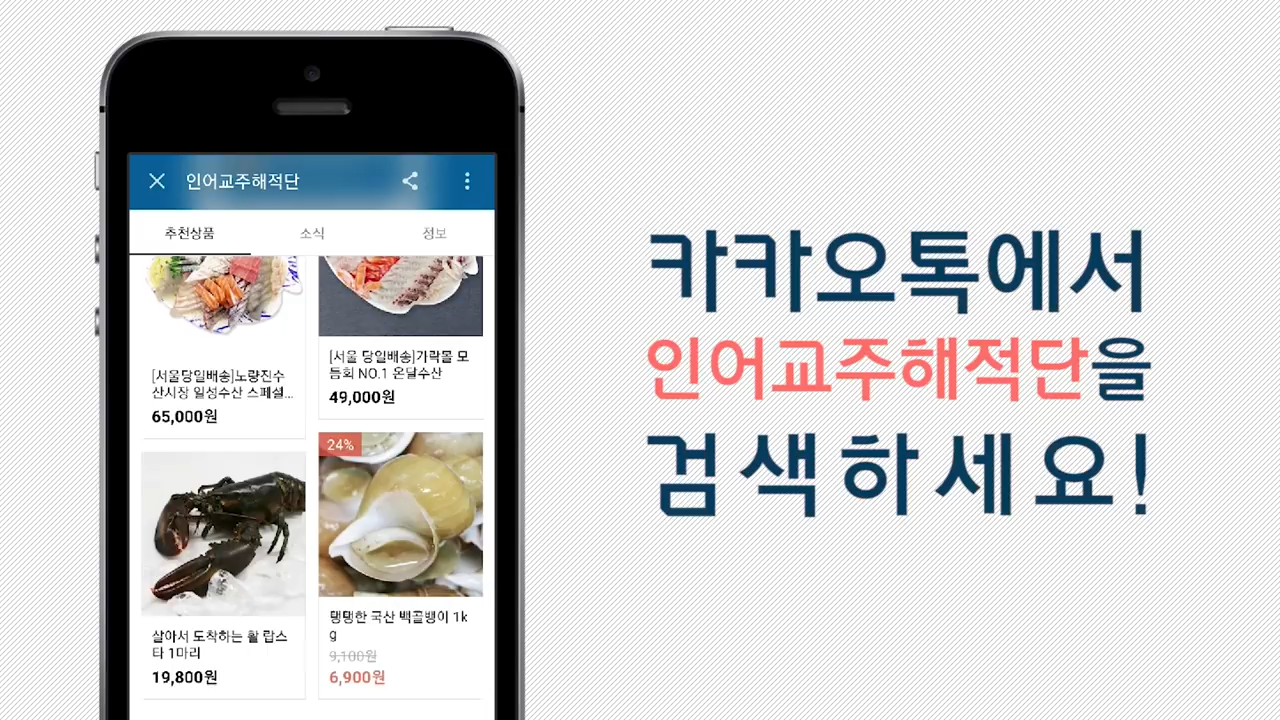 인어교주해적단
추천상품
소식
정보
[서울당일배송]노량진수
산시장 일성수산 스페셜...
65,000원
[서울 당일배송]가락몰 모
듬회 NO.1 온달수산
49,000원
24%
살아서 도착하는 활 랍스
타 1마리
19,800원
탱탱한 국산 백골뱅이 1k
g
9,100원
6,900원
카카오톡에서
인어교주해적단을
검색하세요!